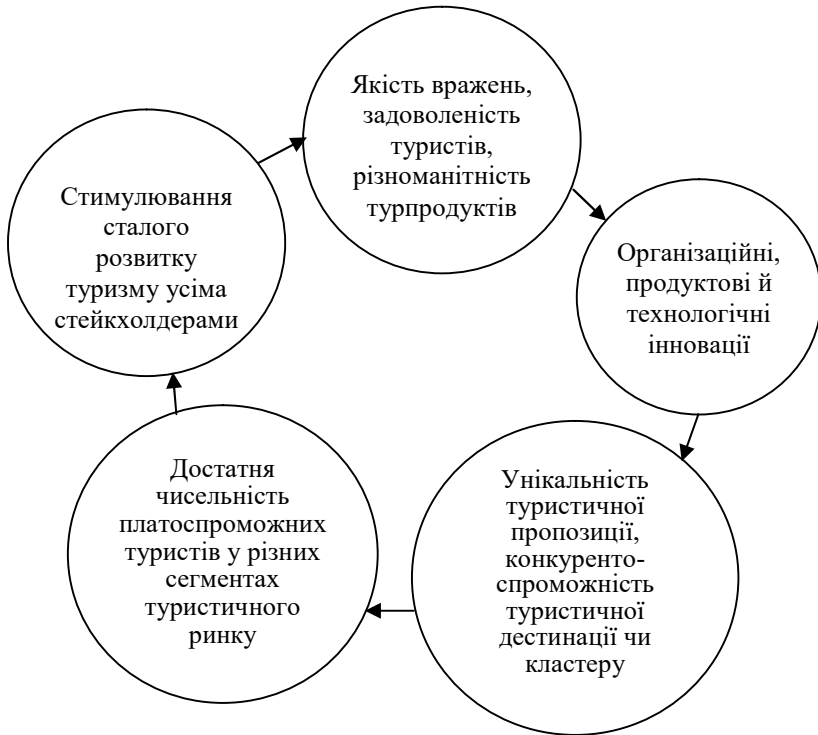 Якість вражень,
задоволеність
туристів,
різноманітність
турпродуктів
Організаційні,
продуктові й
технологічні
інновації
Унікальність
туристичної
пропозиції,
конкуренто-
спроможність
туристичної
дестинації чи
кластеру
Достатня
чисельність
платоспроможних
туристів у різних
сегментах
туристичного
ринку
Стимулювання
сталого
розвитку
туризму усіма
стейкхолдерами